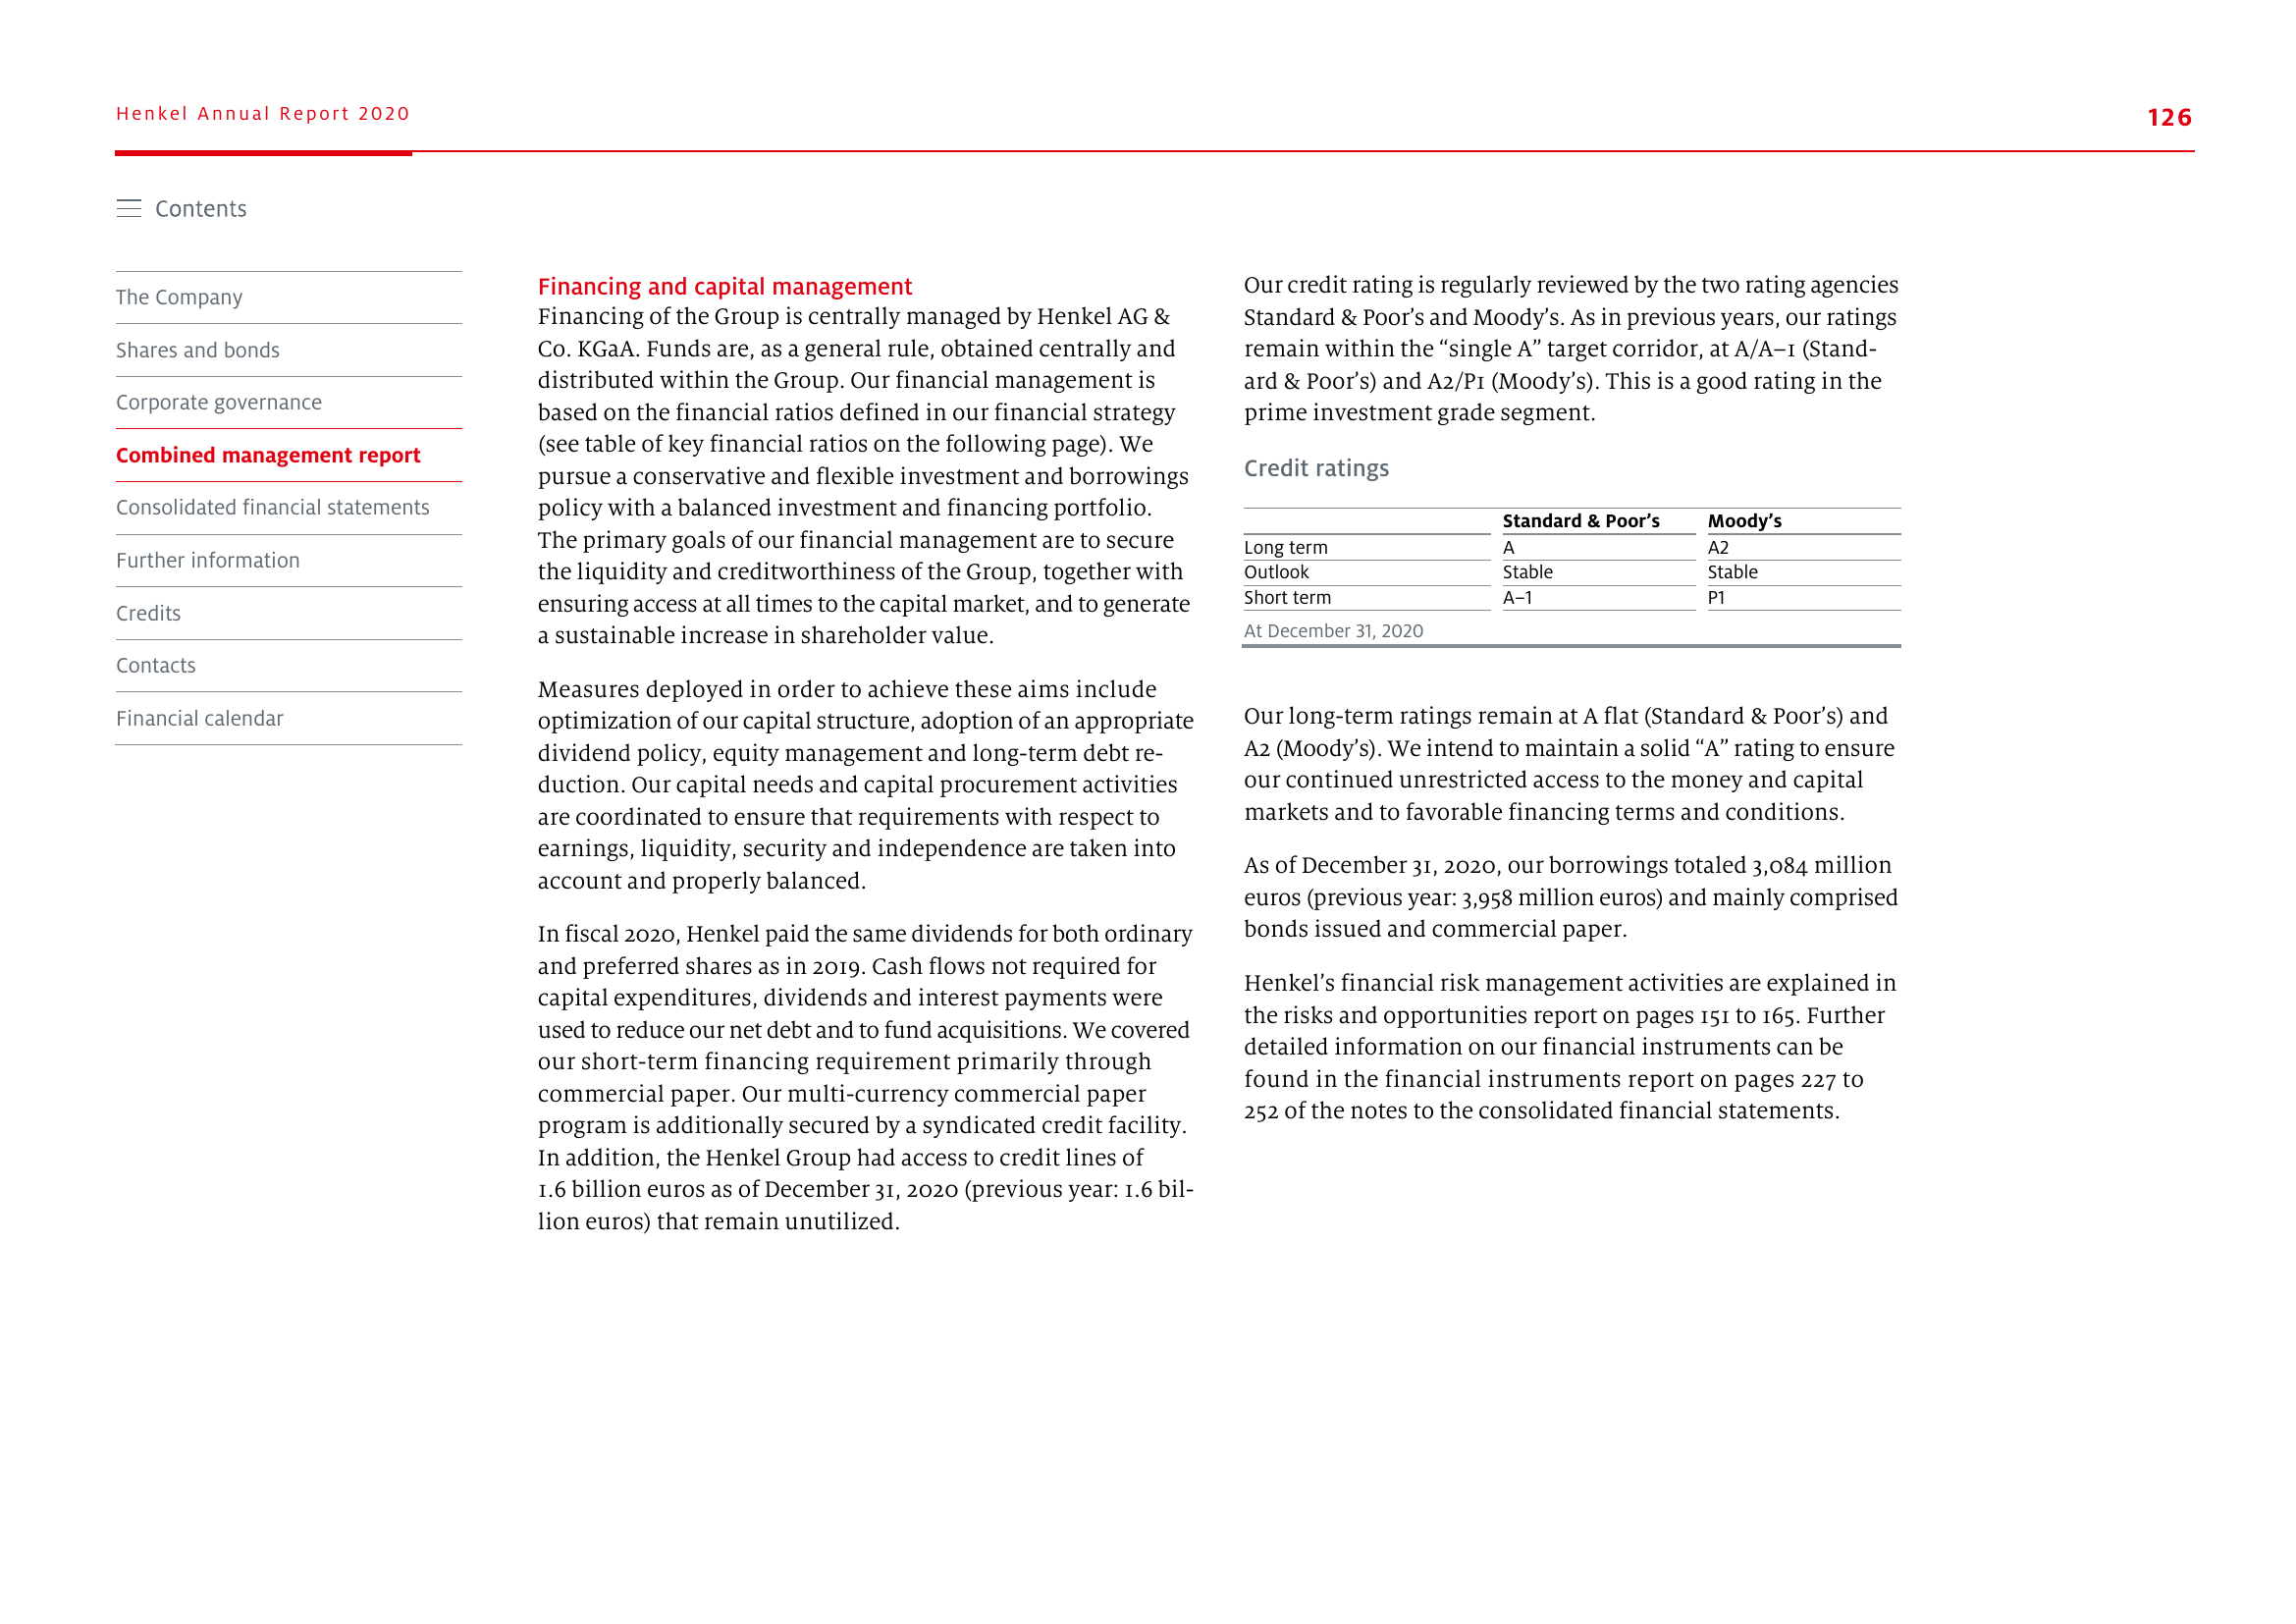 Henkel Annual Report 2020
126
Contents
The Company
Shares and bonds
Corporate governance
Combined management report
Consolidated financial statements
Further information
Credits
Contacts
Financial calendar
Financing and capital management
Financing of the Group is centrally managed by Henkel AG &
Co. KGaA. Funds are, as a general rule, obtained centrally and
distributed within the Group. Our financial management is
based on the financial ratios defined in our financial strategy
(see table of key financial ratios on the following page). We
pursue a conservative and flexible investment and borrowings
policy with a balanced investment and financing portfolio.
The primary goals of our financial management are to secure
the liquidity and creditworthiness of the Group, together with
ensuring access at all times to the capital market, and to generate
a sustainable increase in shareholder value.
Measures deployed in order to achieve these aims include
optimization of our capital structure, adoption of an appropriate
dividend policy, equity management and long-term debt re-
duction. Our capital needs and capital procurement activities
are coordinated to ensure that requirements with respect to
earnings, liquidity, security and independence are taken into
account and properly balanced.
In fiscal 2020, Henkel paid the same dividends for both ordinary
and preferred shares as in 2019. Cash flows not required for
capital expenditures, dividends and interest payments were
used to reduce our net debt and to fund acquisitions. We covered
our short-term financing requirement primarily through
commercial paper. Our multi-currency commercial paper
program is additionally secured by a syndicated credit facility.
In addition, the Henkel Group had access to credit lines of
1.6 billion euros as of December 31, 2020 (previous year: 1.6 bil-
lion euros) that remain unutilized.
Our credit rating is regularly reviewed by the two rating agencies
Standard & Poor’s and Moody’s. As in previous years, our ratings
remain within the “single A” target corridor, at A/A–1 (Stand-
ard & Poor’s) and A2/P1 (Moody’s). This is a good rating in the
prime investment grade segment.
Credit ratings
Standard & Poor’s Moody’s
Long term A A2
Outlook Stable Stable
Short term A–1 P1
At December 31, 2020
Our long-term ratings remain at A flat (Standard & Poor’s) and
A2 (Moody’s). We intend to maintain a solid “A” rating to ensure
our continued unrestricted access to the money and capital
markets and to favorable financing terms and conditions.
As of December 31, 2020, our borrowings totaled 3,084 million
euros (previous year: 3,958 million euros) and mainly comprised
bonds issued and commercial paper.
Henkel’s financial risk management activities are explained in
the risks and opportunities report on pages 151 to 165. Further
detailed information on our financial instruments can be
found in the financial instruments report on pages 227 to
252 of the notes to the consolidated financial statements.